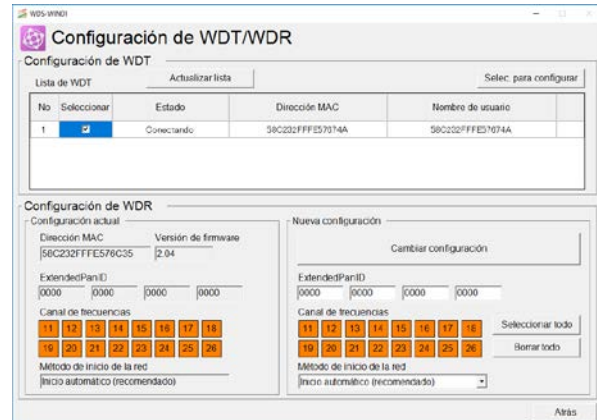 WDS-WIN01
Configuración de WDT/WDR
Configuración de WDT
Lista de WDT
Actualizar lista
Selec. para configurar
No Seleccionar Estado Dirección MAC Nombre de usuario
1 Conectando 58C232FFFE57674A 58C232FFFE57674A
Configuración de WDR
Configuración actual
Dirección MAC Versión de firmware
58C232FFFE576C35 2.04
ExtendedPanID
0000 0000 0000 0000
Canal de frecuencias
11 12 13 14 15 16 17 18
19 20 21 22 23 24 25 26
Método de inicio de la red
Inicio automático (recomendado)
Nueva configuración
Cambiar configuración
ExtendedPanID
0000 0000 0000 0000
Canal de frecuencias
11 12 13 14 15 16 17 18
Seleccionar todo
19 20 21 22 23 24 25 26
Borrar todo
Método de inicio de la red
Inicio automático (recomendado)
Atrás